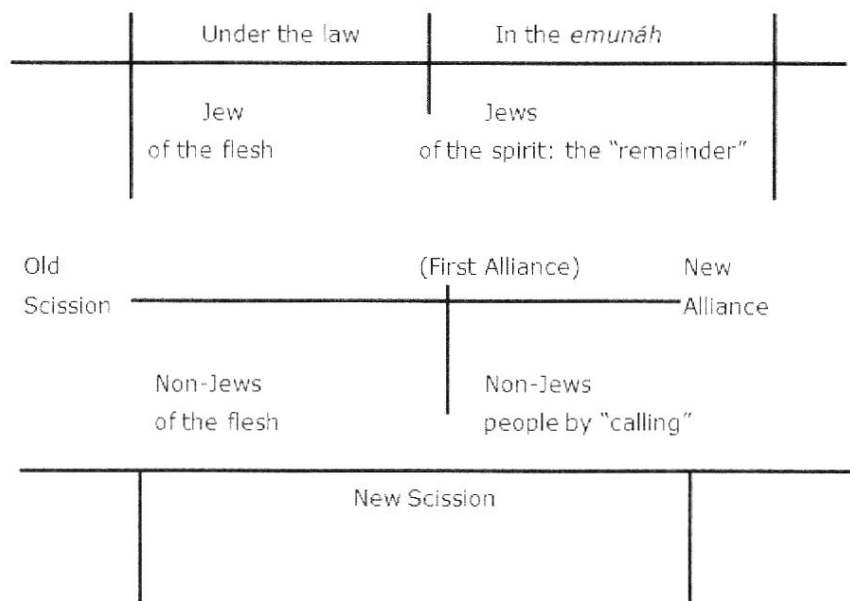 Under the law In the emunáh
Jew Jews
of the flesh of the spirit: the “remainder”
Old (First Alliance) New
Scission Alliance
Non-Jews Non-Jews
of the flesh people by “calling”
New Scission